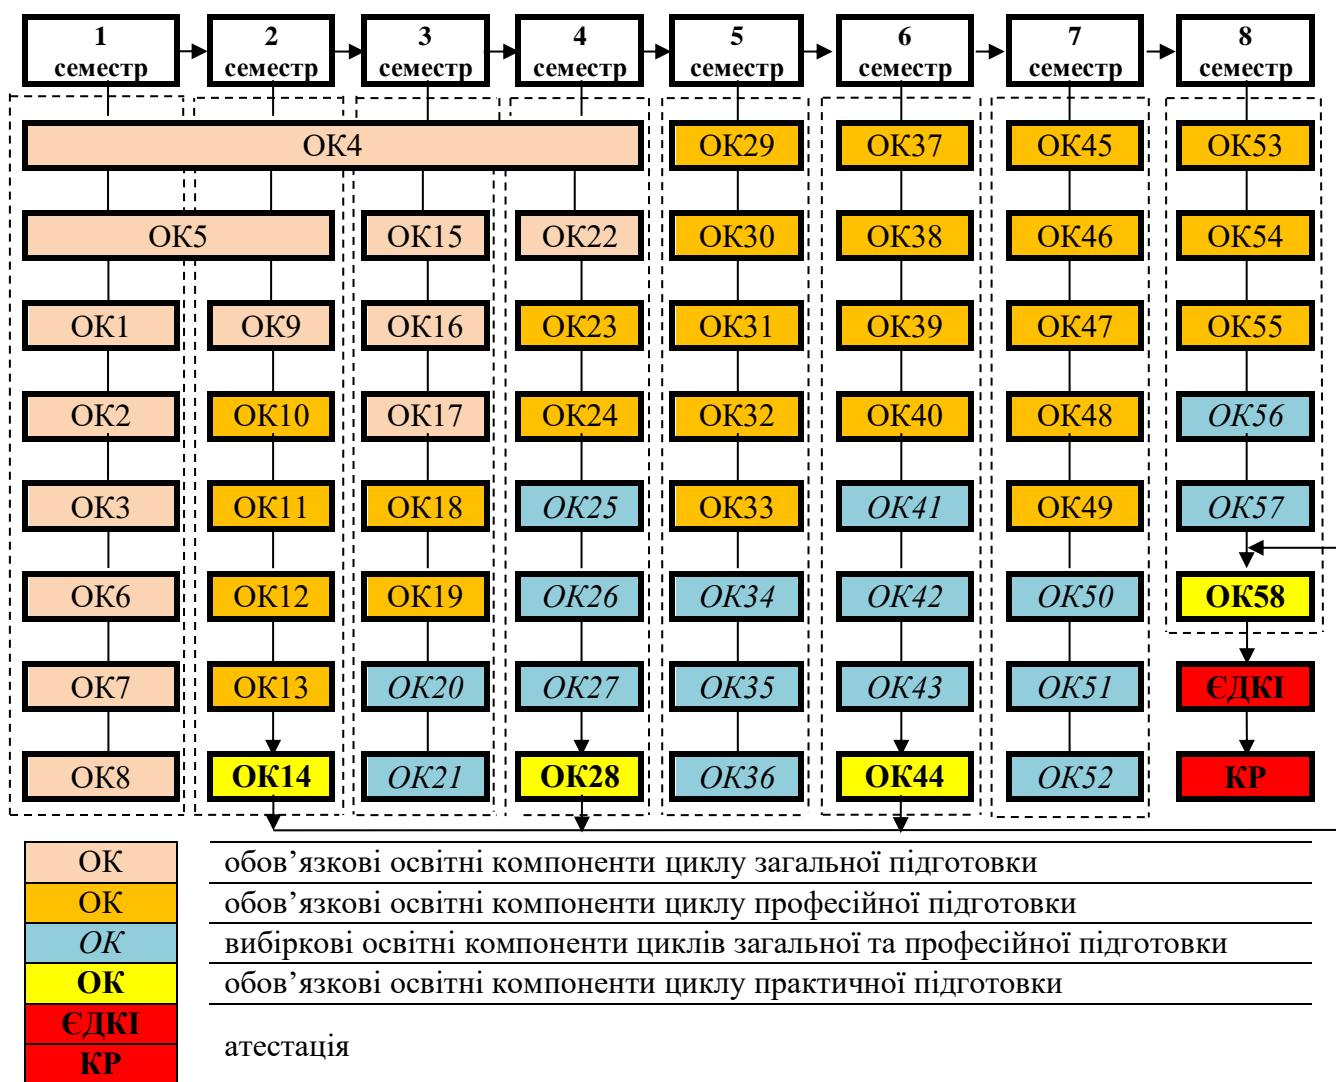 1 семестр
2 семестр
3 семестр
4 семестр
5 семестр
6 семестр
7 семестр
8 семестр
ОК4 ОК29 ОК37 ОК45 ОК53
ОК5 ОК15 ОК22 ОК30 ОК38 ОК46 ОК54
ОК1 ОК9 ОК16 ОК23 ОК31 ОК39 ОК47 ОК55
ОК2 ОК10 ОК17 ОК24 ОК32 ОК40 ОК48 ОК56
ОК3 ОК11 ОК18 ОК25 ОК33 ОК41 ОК49 ОК57
ОК6 ОК12 ОК19 ОК26 ОК34 ОК42 ОК50 ОК58
ОК7 ОК13 ОК20 ОК27 ОК35 ОК43 ОК51 ЄДКІ
ОК8 ОК14 ОК21 ОК28 ОК36 ОК44 ОК52 КР
ОК обов’язкові освітні компоненти циклу загальної підготовки
ОК обов’язкові освітні компоненти циклу професійної підготовки
ОК вибіркові освітні компоненти циклів загальної та професійної підготовки
ОК обов’язкові освітні компоненти циклу практичної підготовки
ЄДКІ
КР
атестація